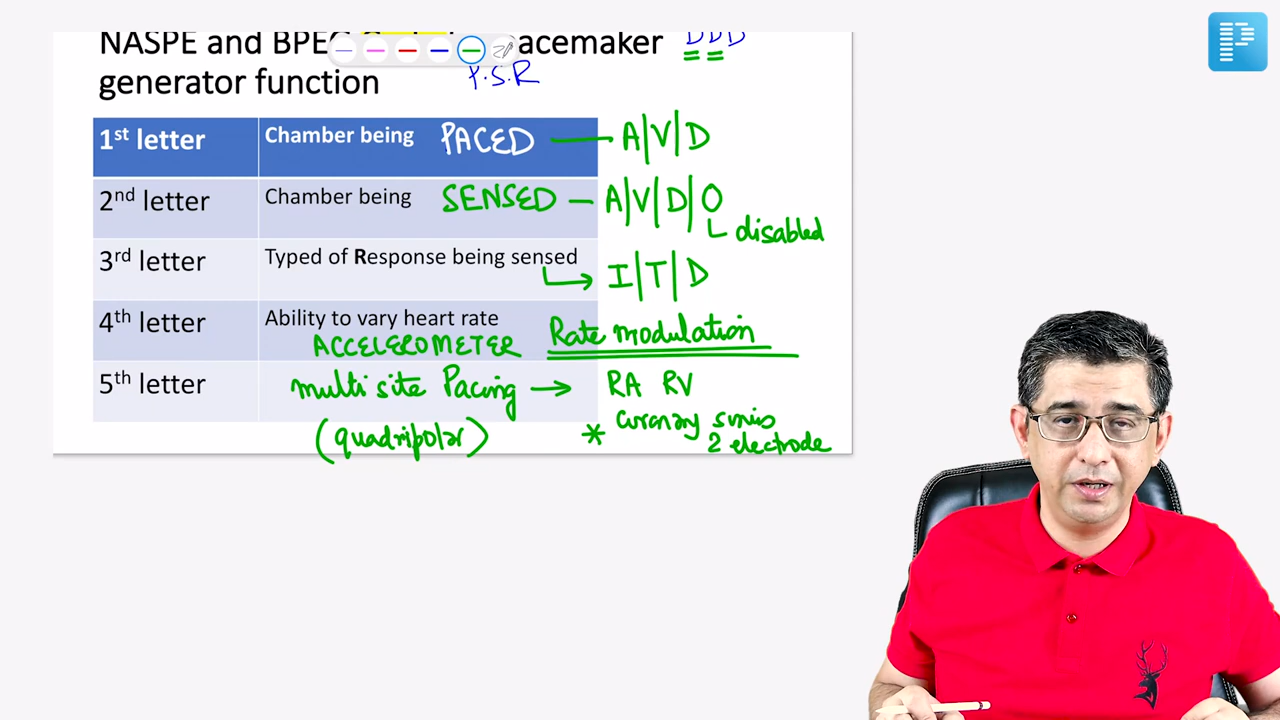 NASPE and BPEG acemaker DDD
generator function P.S.R
1st letter Chamber being PACED — A/V/D
2nd letter Chamber being SENSED — A/V/D/O
disabled
3rd letter Typed of Response being sensed → I/T/D
4th letter Ability to vary heart rate
ACCELEROMETER Rate modulation
5th letter multi site Pacing → RA RV
(quadripolar) * coronary sinus
2 electrode